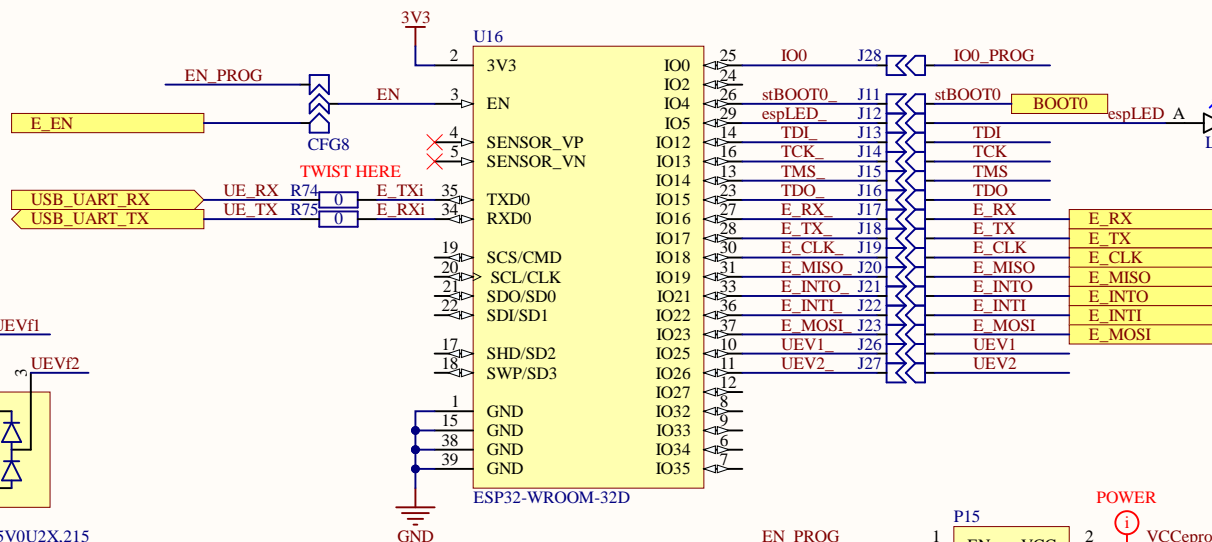 3V3
U16
EN_PROG
E_EN
CFG8
EN
TWIST HERE
USB_UART_RX
UE_RX R74 0 E_TXi
USB_UART_TX
UE_TX R75 0 E_RXi
UEVf1
UEVf2
3
5V0U2X,215
2 3V3
3 EN
4 SENSOR_VP
5 SENSOR_VN
35 TXD0
34 RXD0
19 SCS/CMD
20 SCL/CLK
21 SDO/SD0
22 SDI/SD1
17 SHD/SD2
18 SWP/SD3
1 GND
15 GND
38 GND
39 GND
GND
ESP32-WROOM-32D
IO0 25 IO0 J28 IO0_PROG
IO2 24
IO4 26 stBOOT0_ J11 stBOOT0 BOOT0
IO5 29 espLED_ J12 espLED A
IO12 14 TDI_ J13 TDI
IO13 16 TCK_ J14 TCK
IO14 13 TMS_ J15 TMS
IO15 23 TDO_ J16 TDO
IO16 27 E_RX_ J17 E_RX E_RX
IO17 28 E_TX_ J18 E_TX E_TX
IO18 30 E_CLK_ J19 E_CLK E_CLK
IO19 31 E_MISO_ J20 E_MISO E_MISO
IO21 33 E_INTO_ J21 E_INTO E_INTO
IO22 36 E_INTI_ J22 E_INTI E_INTI
IO23 37 E_MOSI_ J23 E_MOSI E_MOSI
IO25 10 UEV1_ J26 UEV1
IO26 11 UEV2_ J27 UEV2
IO27 12
IO32 8
IO33 9
IO34 6
IO35 7
POWER
i
P15
EN_PROG 1 EN VCC 2 VCCepro